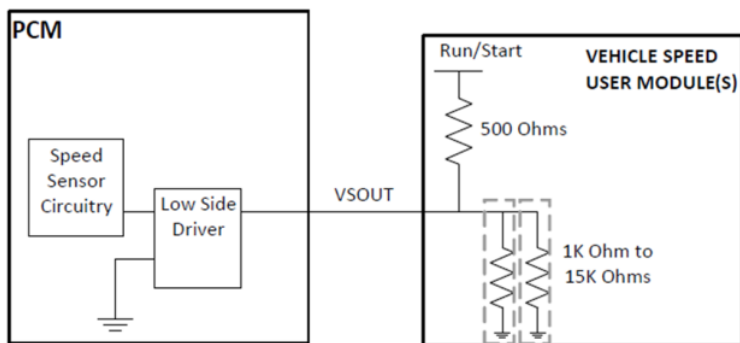 PCM
Speed
Sensor
Circuitry
Low Side
Driver
VSOUT
Run/Start
VEHICLE SPEED
USER MODULE(S)
500 Ohms
1K Ohm to
15K Ohms